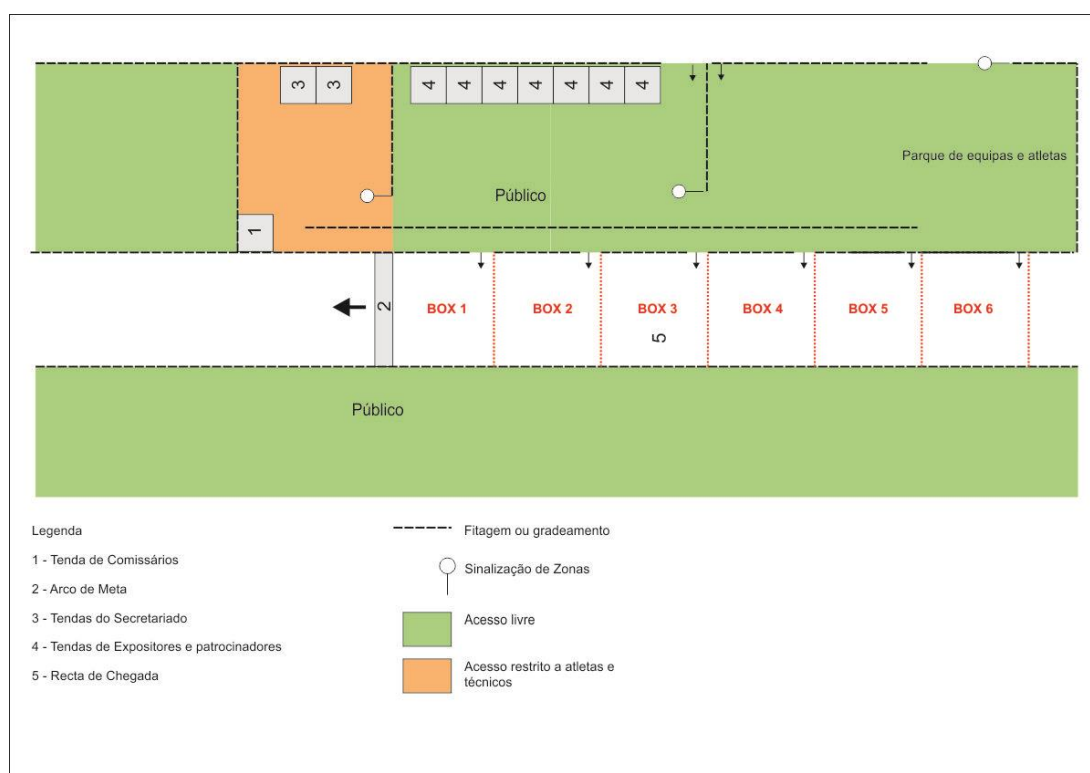 3 3 4 4 4 4 4 4 4
Parque de equipas e atletas
Público
1
2 BOX 1 BOX 2 BOX 3 BOX 4 BOX 5 BOX 6
5
Público
Legenda
1 - Tenda de Comissários
2 - Arco de Meta
3 - Tendas do Secretariado
4 - Tendas de Expositores e patrocinadores
5 - Recta de Chegada
Fitagem ou gradeamento
Sinalização de Zonas
Acesso livre
Acesso restrito a atletas e
técnicos